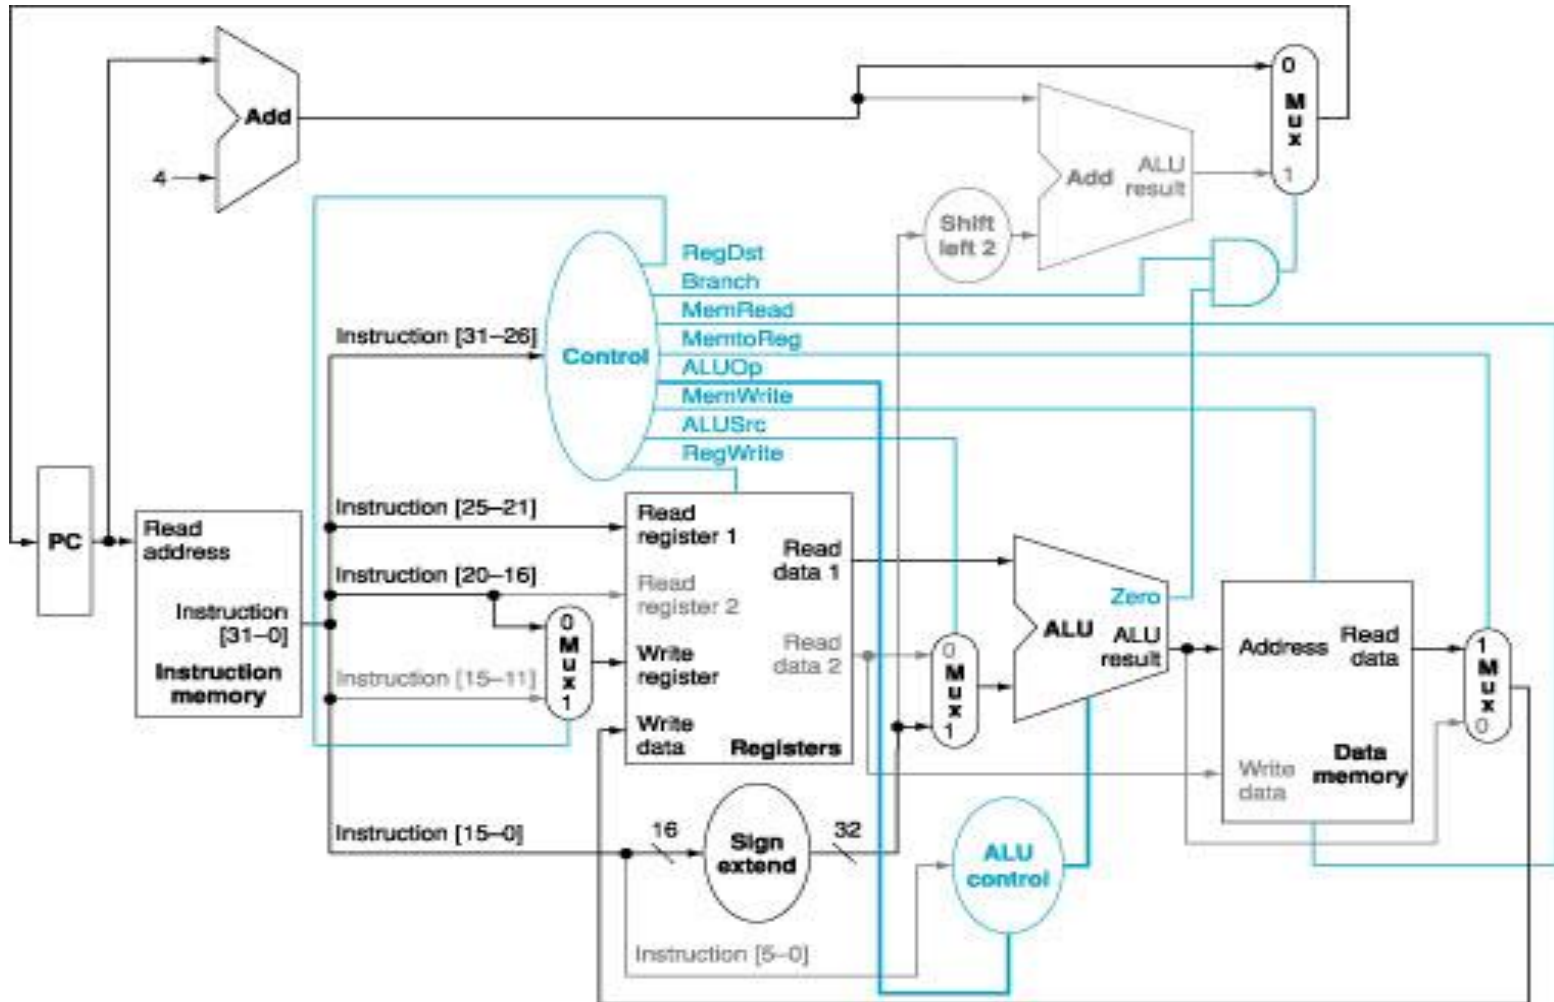 0
M
u
x
1
Add
4
Add
ALU
result
Shift
left 2
RegDst
Branch
MemRead
MemtoReg
ALUOp
MemWrite
ALUSrc
RegWrite
Instruction [31–26]
Control
Instruction [25–21]
PC
Read
address
Instruction
[31–0]
Instruction
memory
Instruction [20–16]
Instruction [15–11]
0
M
u
x
1
Read
register 1
Read
register 2
Write
register
Write
data
Read
data 1
Read
data 2
Registers
0
M
u
x
1
Zero
ALU
ALU
result
Address
Read
data
Write
data
Data
memory
1
M
u
x
0
Instruction [15–0]
16
Sign
extend
32
ALU
control
Instruction [5–0]